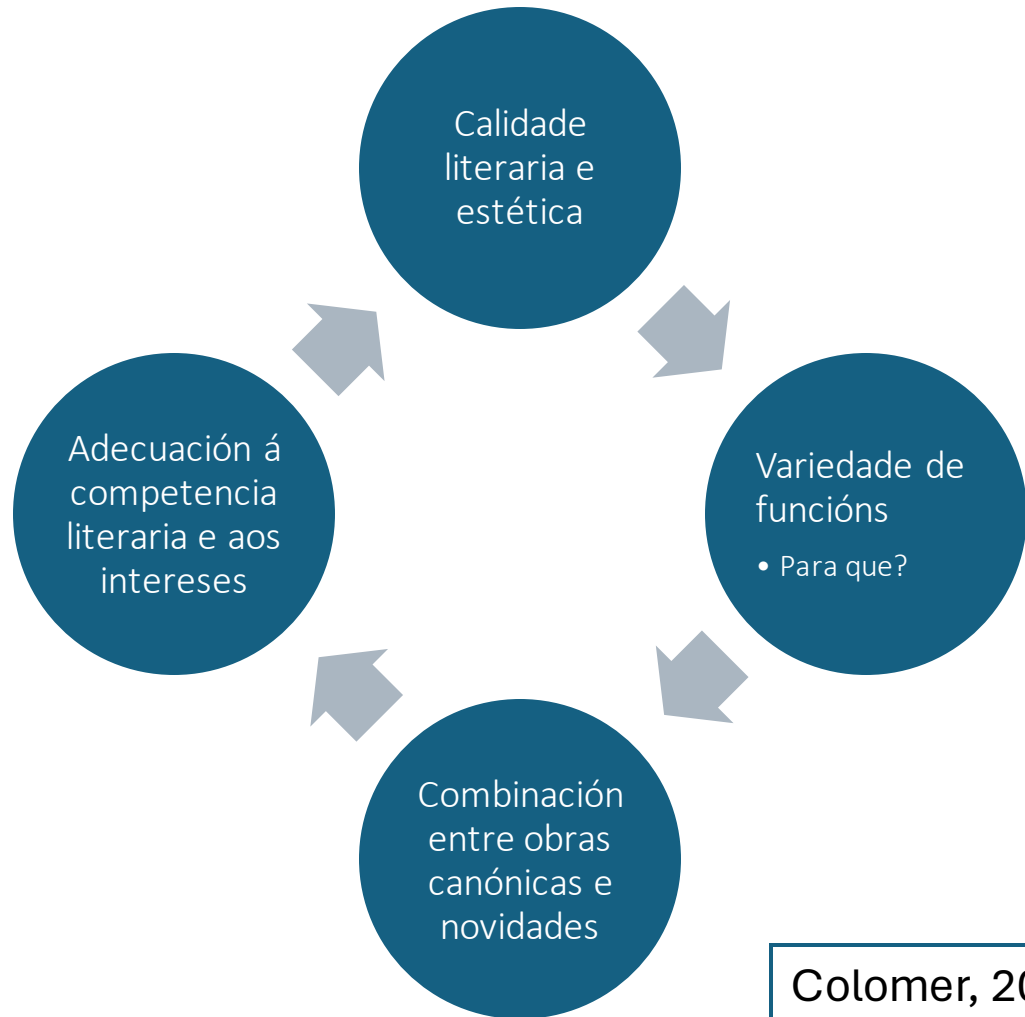 Calidade
literaria e
estética
Variedade de
funcións
• Para que?
Combinación
entre obras
canónicas e
novidades
Adecuación á
competencia
literaria e aos
intereses
Colomer,